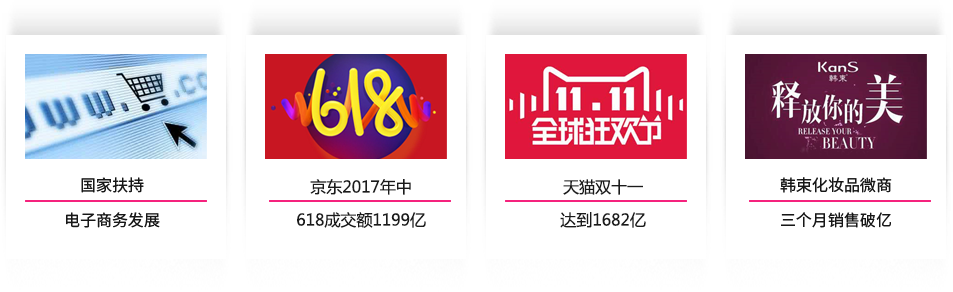 www.co
国家扶持
电子商务发展
618
京东2017年中
618成交额1199亿
11.11
全球狂欢节
天猫双十一
达到1682亿
KanS
韩束
释放你的美
RELEASE YOUR
BEAUTY
韩束化妆品微商
三个月销售破亿